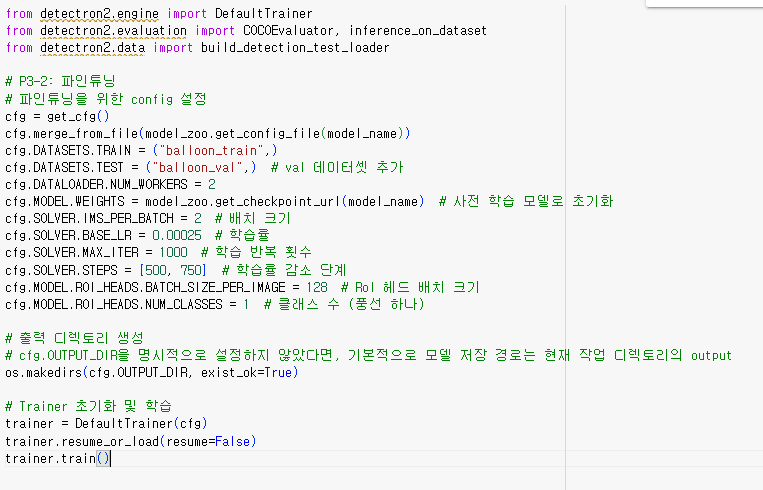 from detectron2.engine import DefaultTrainer
from detectron2.evaluation import COCOEvaluator, inference_on_dataset
from detectron2.data import build_detection_test_loader
# P3-2: 파인튜닝
# 파인튜닝을 위한 config 설정
cfg = get_cfg()
cfg.merge_from_file(model_zoo.get_config_file(model_name))
cfg.DATASETS.TRAIN = ("balloon_train",)
cfg.DATASETS.TEST = ("balloon_val",)  # val 데이터셋 추가
cfg.DATALOADER.NUM_WORKERS = 2
cfg.MODEL.WEIGHTS = model_zoo.get_checkpoint_url(model_name)  # 사전 학습 모델로 초기화
cfg.SOLVER.IMS_PER_BATCH = 2  # 배치 크기
cfg.SOLVER.BASE_LR = 0.00025  # 학습률
cfg.SOLVER.MAX_ITER = 1000  # 학습 반복 횟수
cfg.SOLVER.STEPS = [500, 750]  # 학습률 감소 단계
cfg.MODEL.ROI_HEADS.BATCH_SIZE_PER_IMAGE = 128  # RoI 헤드 배치 크기
cfg.MODEL.ROI_HEADS.NUM_CLASSES = 1  # 클래스 수 (풍선 하나)
# 출력 디렉토리 생성
# cfg.OUTPUT_DIR을 명시적으로 설정하지 않았다면, 기본적으로 모델 저장 경로는 현재 작업 디렉토리의 output
os.makedirs(cfg.OUTPUT_DIR, exist_ok=True)
# Trainer 초기화 및 학습
trainer = DefaultTrainer(cfg)
trainer.resume_or_load(resume=False)
trainer.train()